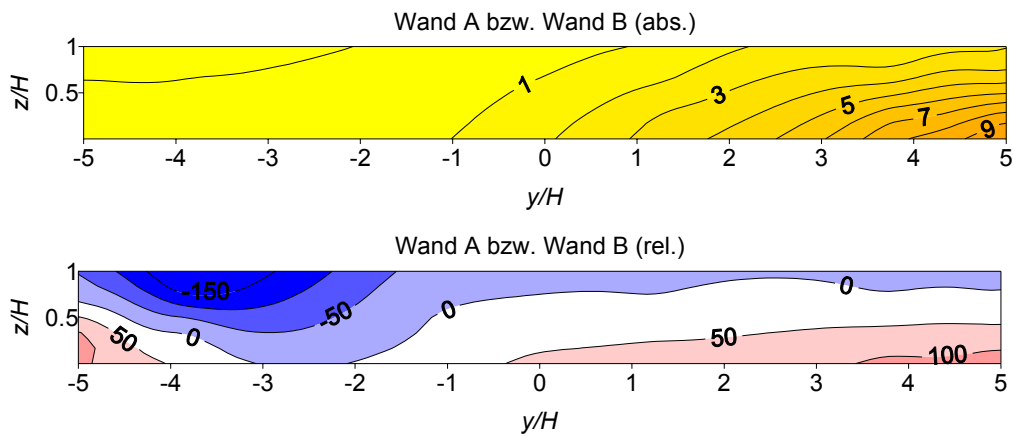 Wand A bzw. Wand B (abs.)
1
z/H
0.5
1
3
5
7
9
-5 -4 -3 -2 -1 0 1 2 3 4 5
y/H
Wand A bzw. Wand B (rel.)
1
z/H
0.5
-150
-50
0
0
0
50
50
100
-5 -4 -3 -2 -1 0 1 2 3 4 5
y/H